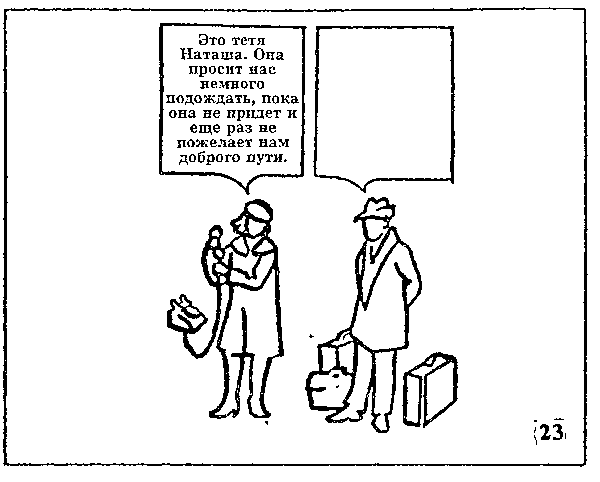 Это тетя
Наташа. Она
просит нас
немного
подождать, пока
она не придет и
еще раз не
пожелает нам
доброго пути.
23